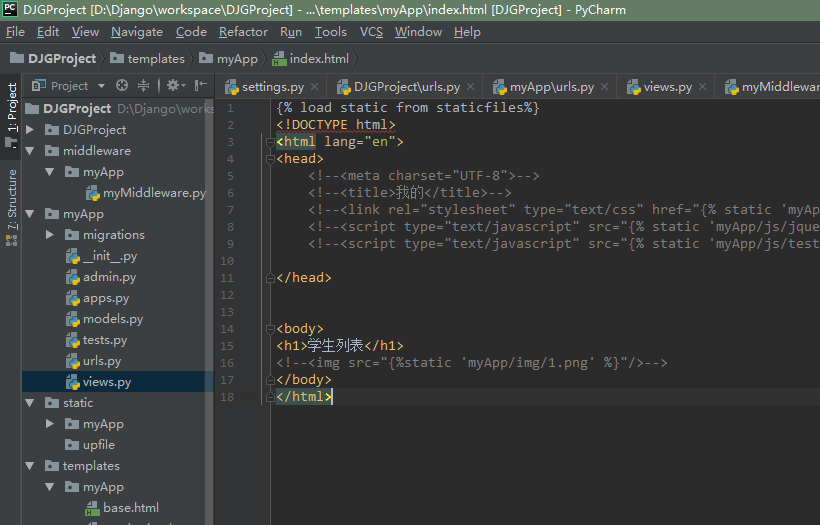 DJGProject [D:\Django\workspace\DJGProject] - ...\templates\myApp\index.html [DJGProject] - PyCharm
File Edit View Navigate Code Refactor Run Tools VCS Window Help
DJGProject templates myApp index.html
1: Project
7: Structure
Project
settings.py DJGProject\urls.py myApp\urls.py views.py myMiddlewar
DJGProject D:\Django\works
DJGProject
middleware
myApp
myMiddleware.py
myApp
migrations
__init__.py
admin.py
apps.py
models.py
tests.py
urls.py
views.py
static
myApp
upfile
templates
myApp
base.html
1 {% load static from staticfiles%}
2 <!DOCTYPE html>
3 <html lang="en">
4 <head>
5 <!--<meta charset="UTF-8">-->
6 <!--<title>我的</title>-->
7 <!--<link rel="stylesheet" type="text/css" href="{% static 'myAp
8 <!--<script type="text/javascript" src="{% static 'myApp/js/jque
9 <!--<script type="text/javascript" src="{% static 'myApp/js/test
10
11 </head>
12
13
14 <body>
15 <h1>学生列表</h1>
16 <!--<img src="{%static 'myApp/img/1.png' %}"/>-->
17 </body>
18 </html>